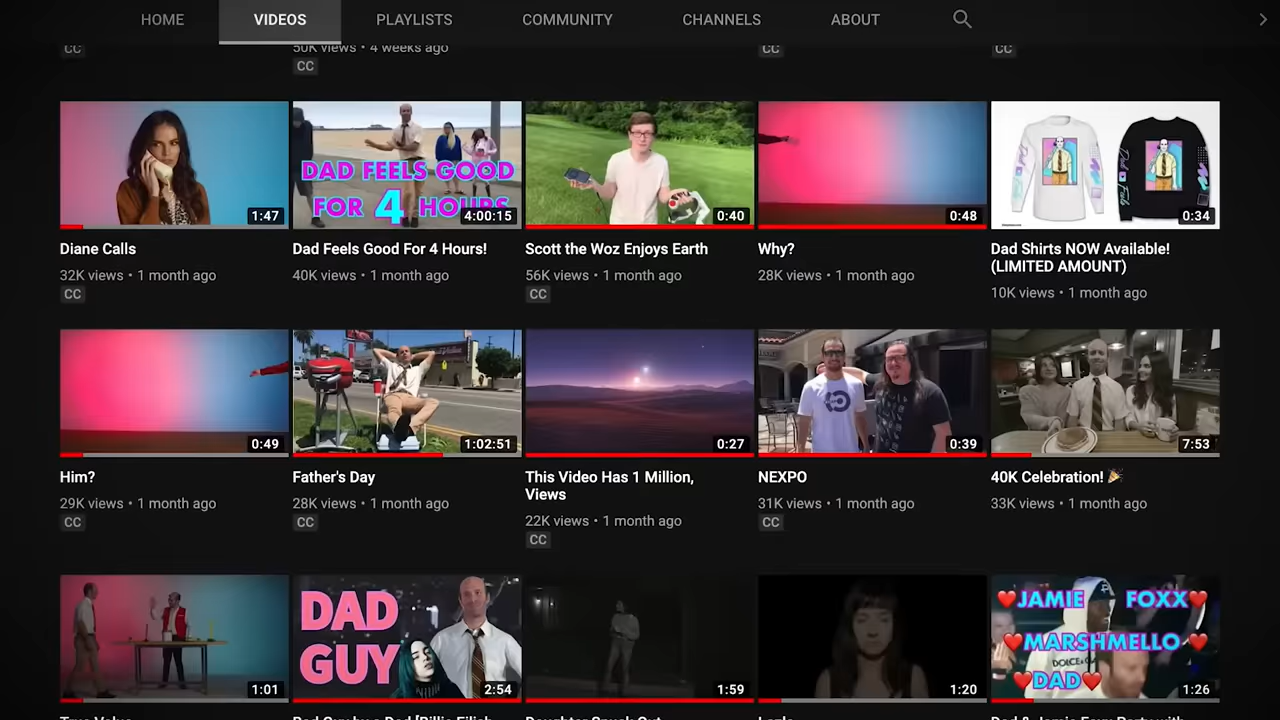 HOME
VIDEOS
PLAYLISTS
COMMUNITY
CHANNELS
ABOUT
CC
50K views • 4 weeks ago
CC
CC
CC
1:47
DAD FEELS GOOD
FOR 4 HOURS
4:00:15
0:40
0:48
0:34
Diane Calls
Dad Feels Good For 4 Hours!
Scott the Woz Enjoys Earth
Why?
Dad Shirts NOW Available!
(LIMITED AMOUNT)
32K views • 1 month ago
40K views • 1 month ago
56K views • 1 month ago
28K views • 1 month ago
10K views • 1 month ago
CC
CC
0:49
1:02:51
0:27
0:39
7:53
Him?
Father's Day
This Video Has 1 Million,
Views
NEXPO
40K Celebration! 🎉
29K views • 1 month ago
28K views • 1 month ago
22K views • 1 month ago
31K views • 1 month ago
33K views • 1 month ago
CC
CC
CC
CC
1:01
DAD
GUY
2:54
1:59
1:20
❤️JAMIE FOXX❤️
❤️MARSHMELLO❤️
❤️DAD❤️
1:26